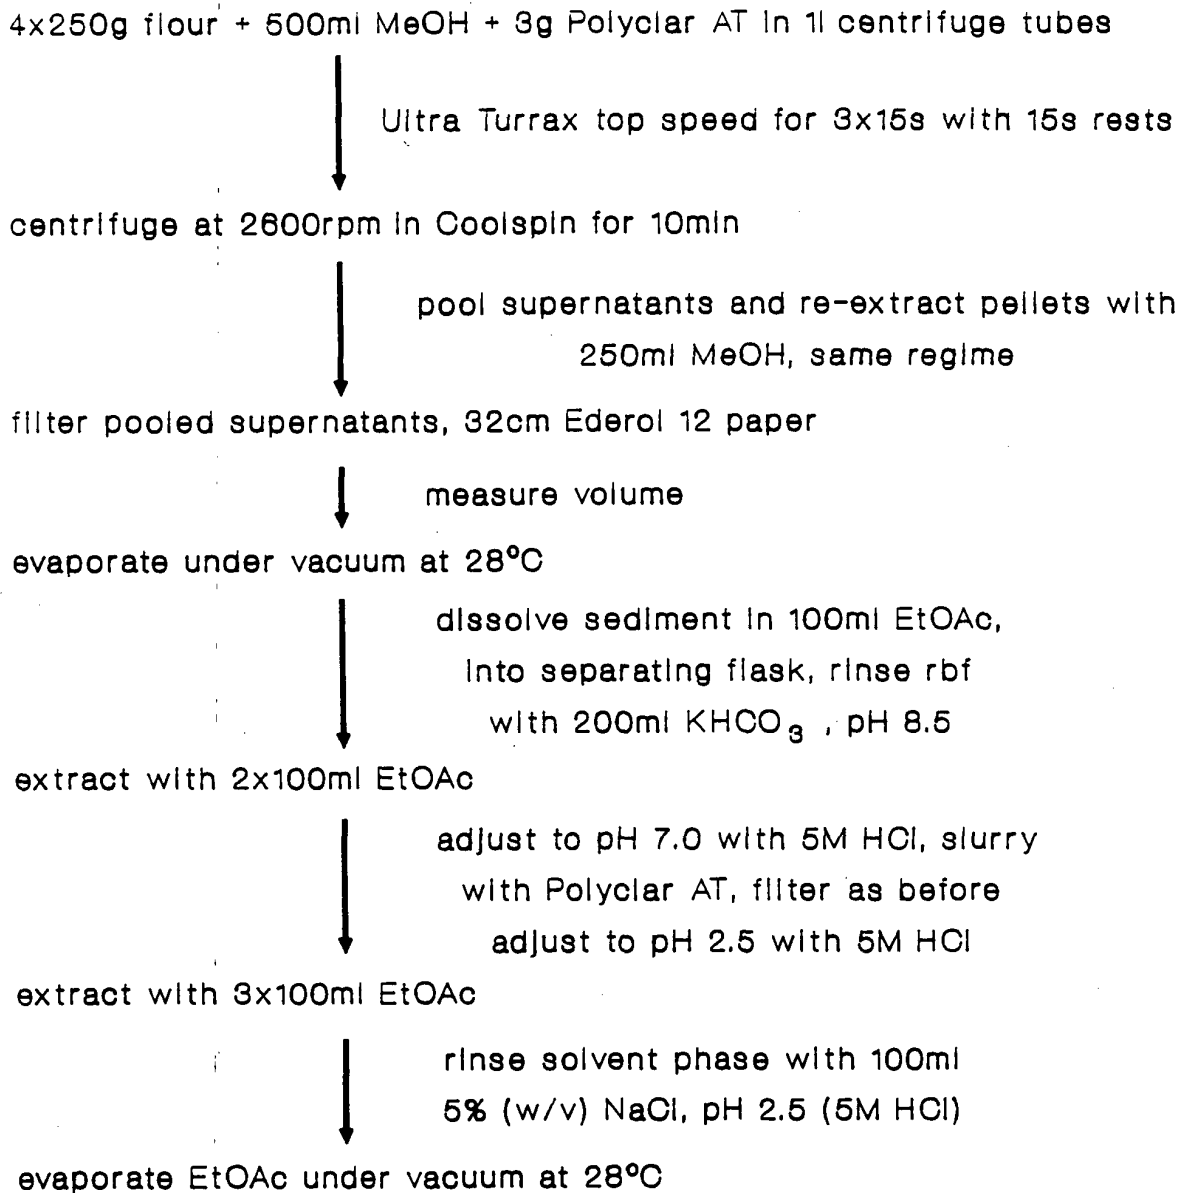 4x250g flour + 500ml MeOH + 3g Polyclar AT in 1l centrifuge tubes
Ultra Turrax top speed for 3x15s with 15s rests
centrifuge at 2600rpm in Coolspin for 10min
pool supernatants and re-extract pellets with
250ml MeOH, same regime
filter pooled supernatants, 32cm Ederol 12 paper
measure volume
evaporate under vacuum at 28°C
dissolve sediment in 100ml EtOAc,
into separating flask, rinse rbf
with 200ml KHCO₃ , pH 8.5
extract with 2x100ml EtOAc
adjust to pH 7.0 with 5M HCl, slurry
with Polyclar AT, filter as before
adjust to pH 2.5 with 5M HCl
extract with 3x100ml EtOAc
rinse solvent phase with 100ml
5% (w/v) NaCl, pH 2.5 (5M HCl)
evaporate EtOAc under vacuum at 28°C